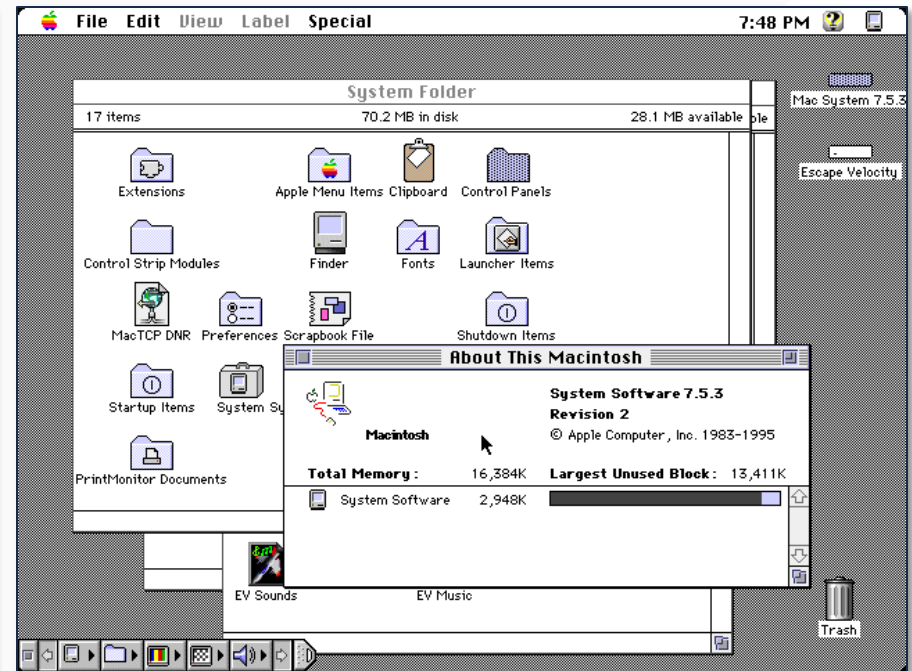 File Edit View Label Special 7:48 PM
System Folder
17 items 70.2 MB in disk 28.1 MB available
ble
Mac System 7.5.3
Escape Velocity
Extensions Apple Menu Items Clipboard Control Panels
Control Strip Modules Finder Fonts Launcher Items
MacTCP DNR Preferences Scrapbook File Shutdown Items
Startup Items System Su
PrintMonitor Documents
About This Macintosh
System Software 7.5.3
Revision 2
Macintosh © Apple Computer, Inc. 1983-1995
Total Memory : 16,384K Largest Unused Block : 13,411K
System Software 2,948K
EV Sounds EV Music
Trash